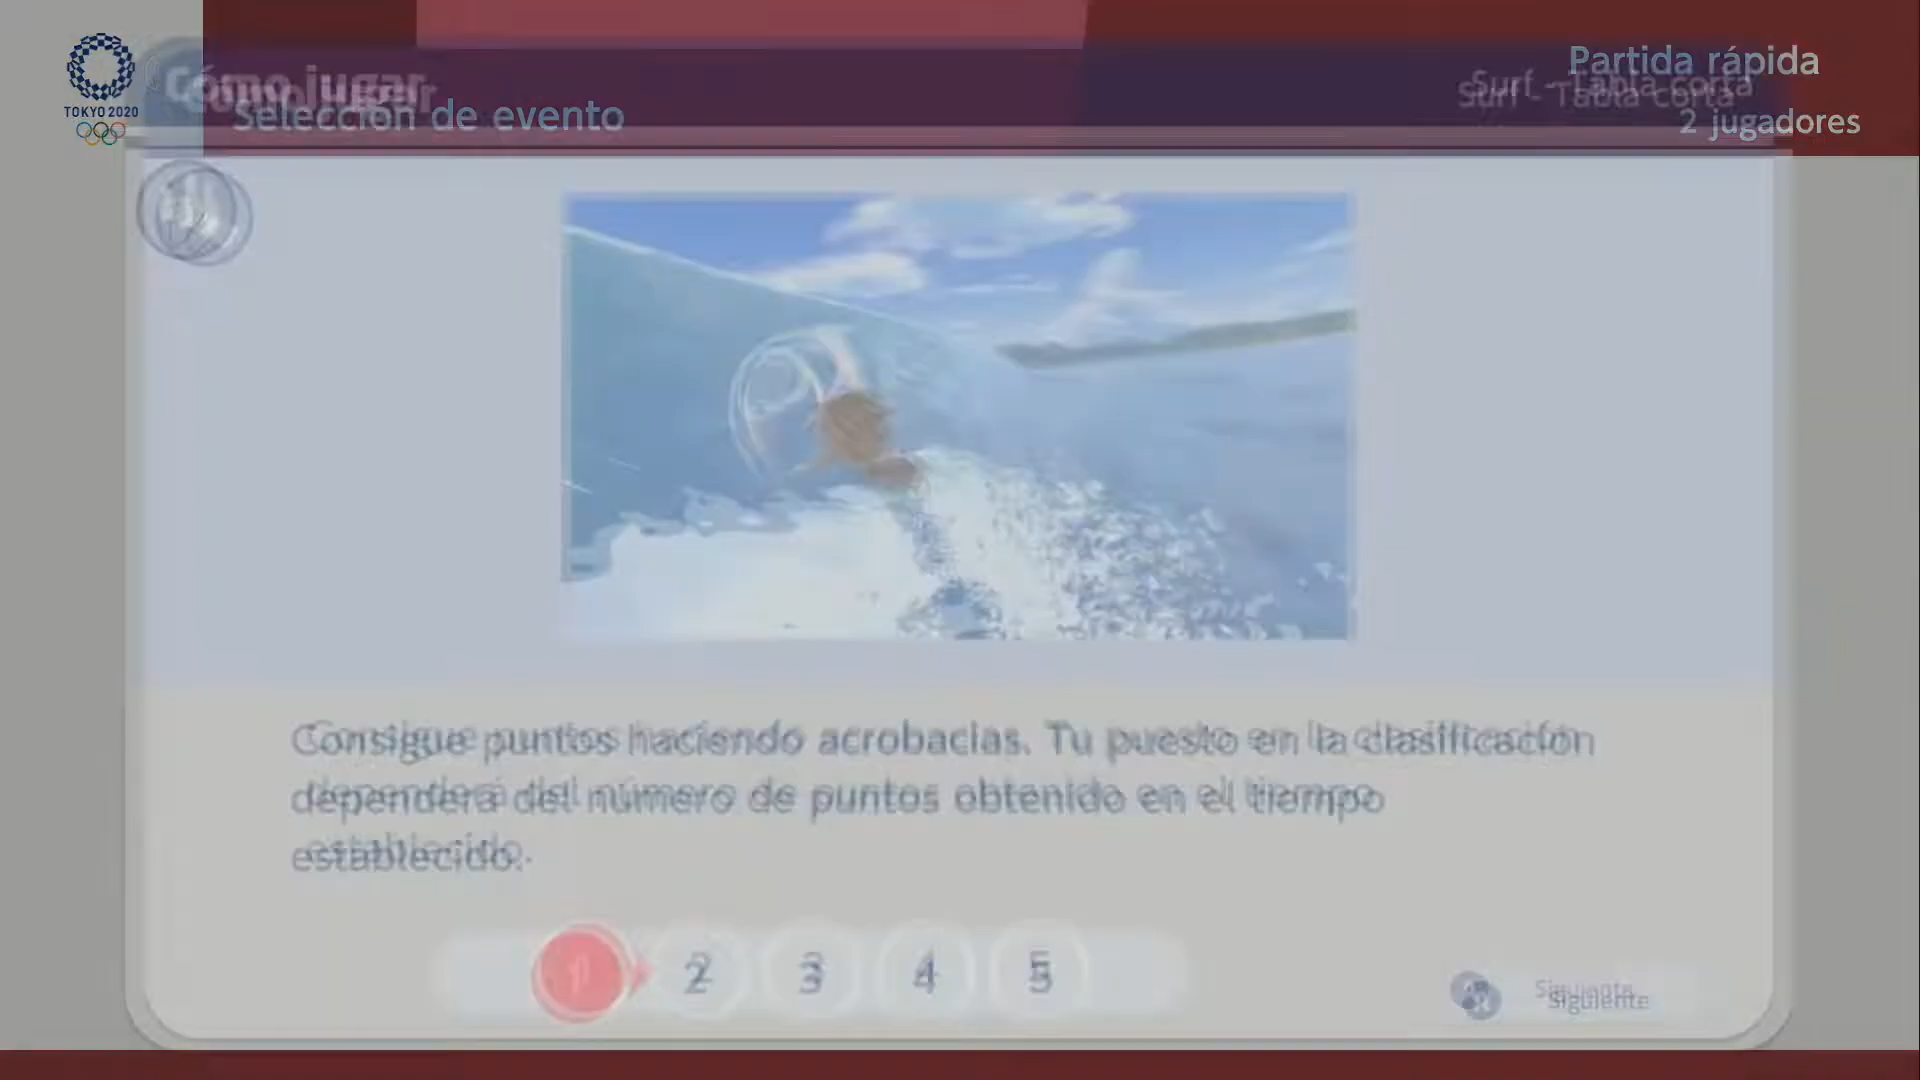 TOKYO 2020
Cómo jugar
Selección de evento
Partida rápida
Surf - Tabla corta
2 jugadores
Consigue puntos haciendo acrobacias. Tu puesto en la clasificación
dependerá del número de puntos obtenido en el tiempo
establecido.
1 2 3 4 5
Siguiente